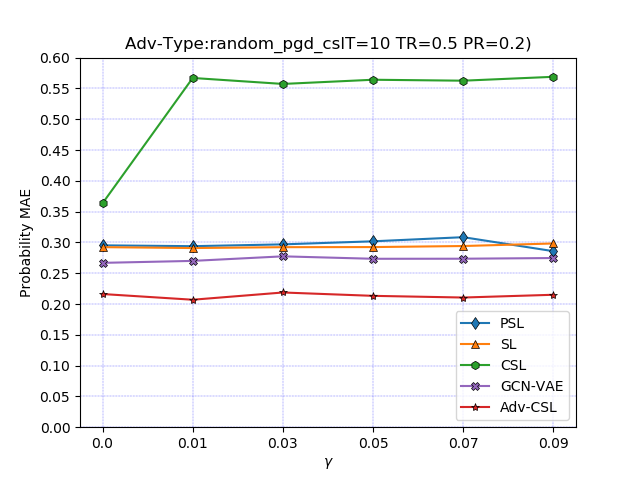 Adv-Type:random_pgd_cslT=10 TR=0.5 PR=0.2)
Probability MAE
0.60
0.55
0.50
0.45
0.40
0.35
0.30
0.25
0.20
0.15
0.10
0.05
0.00
PSL
SL
CSL
GCN-VAE
Adv-CSL
0.0 0.01 0.03 0.05 0.07 0.09
γ